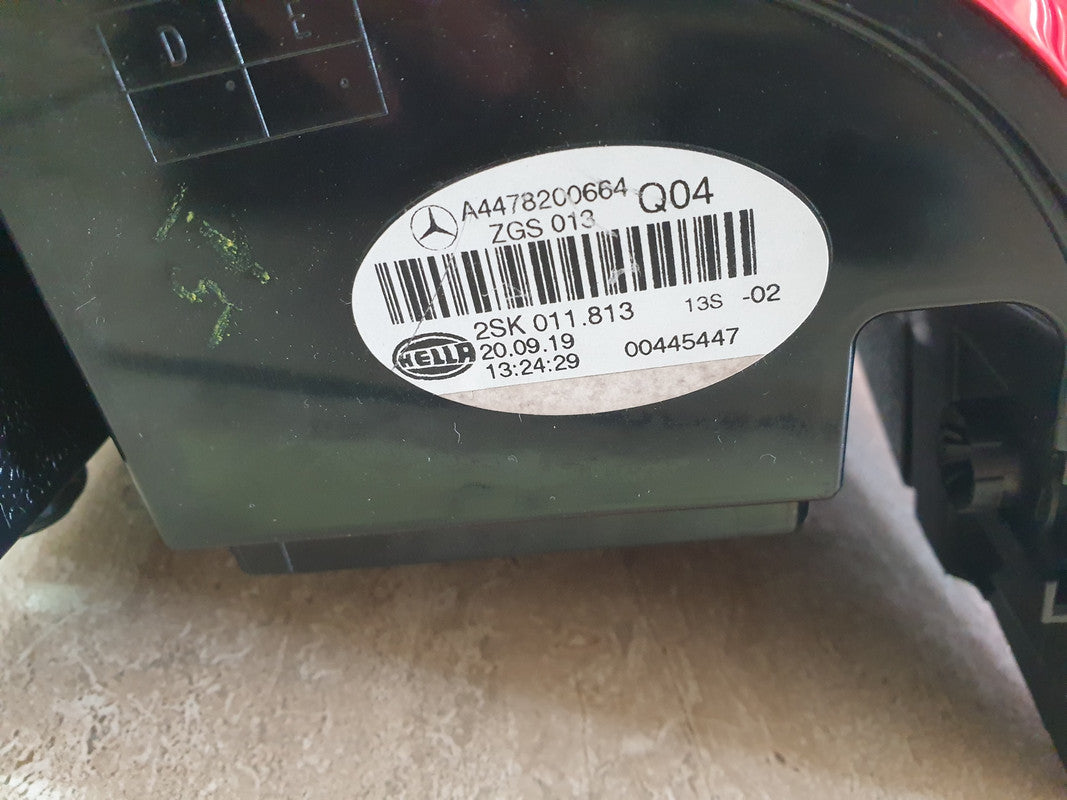 D E
A4478200664 Q04
ZGS 013
2SK 011.813 13S -02
HELLA
20.09.19 00445447
13:24:29